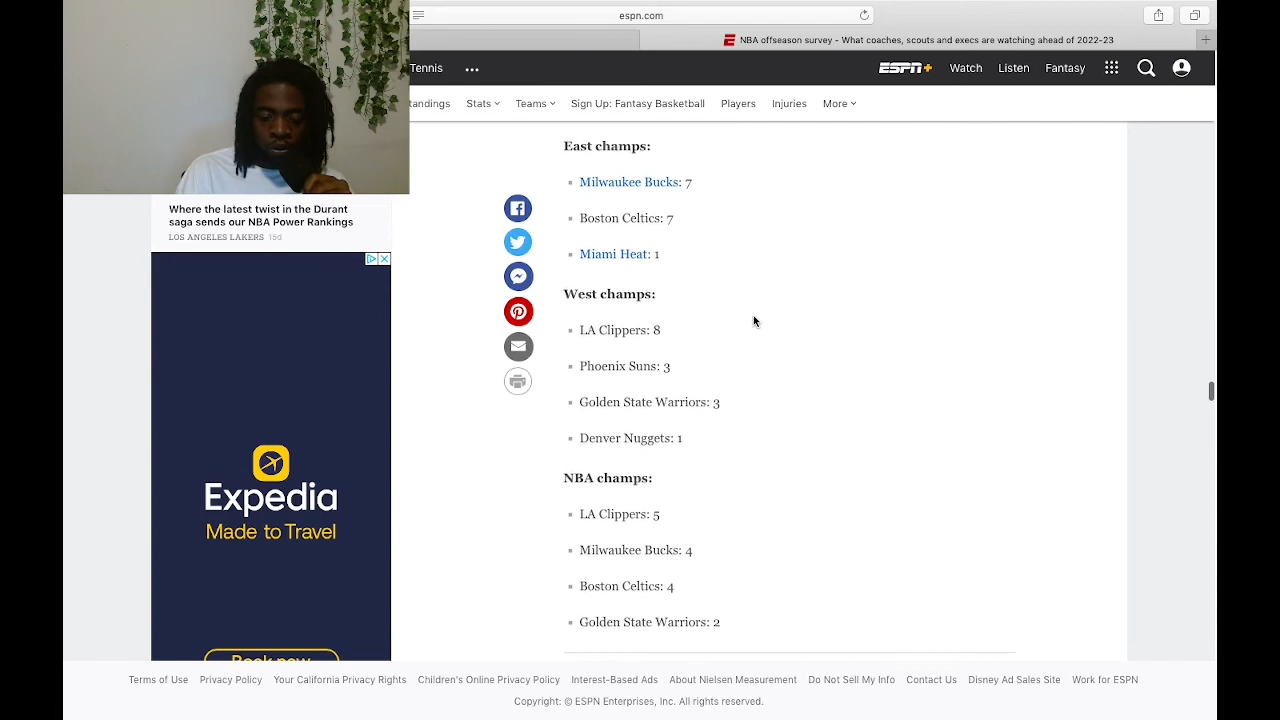 espn.com
NBA offseason survey - What coaches, scouts and execs are watching ahead of 2022-23
Tennis
ESPN+ Watch Listen Fantasy
tandings Stats Teams Sign Up: Fantasy Basketball Players Injuries More
Where the latest twist in the Durant
saga sends our NBA Power Rankings
LOS ANGELES LAKERS 15d
Expedia
Made to Travel
Book now
East champs:
Milwaukee Bucks: 7
Boston Celtics: 7
Miami Heat: 1
West champs:
LA Clippers: 8
Phoenix Suns: 3
Golden State Warriors: 3
Denver Nuggets: 1
NBA champs:
LA Clippers: 5
Milwaukee Bucks: 4
Boston Celtics: 4
Golden State Warriors: 2
Terms of Use Privacy Policy Your California Privacy Rights Children's Online Privacy Policy Interest-Based Ads About Nielsen Measurement Do Not Sell My Info Contact Us Disney Ad Sales Site Work for ESPN
Copyright: © ESPN Enterprises, Inc. All rights reserved.